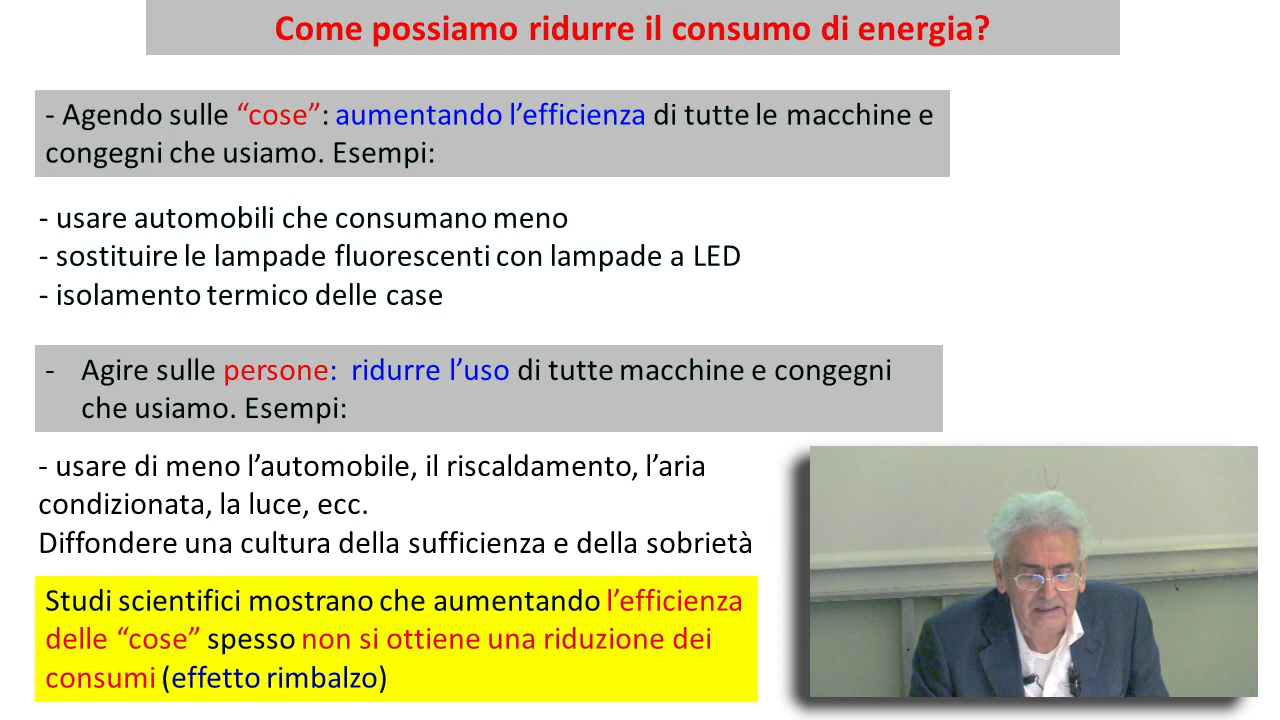 Come possiamo ridurre il consumo di energia?
- Agendo sulle “cose”: aumentando l’efficienza di tutte le macchine e
congegni che usiamo. Esempi:
- usare automobili che consumano meno
- sostituire le lampade fluorescenti con lampade a LED
- isolamento termico delle case
- Agire sulle persone: ridurre l’uso di tutte macchine e congegni
che usiamo. Esempi:
- usare di meno l’automobile, il riscaldamento, l’aria
condizionata, la luce, ecc.
Diffondere una cultura della sufficienza e della sobrietà
Studi scientifici mostrano che aumentando l’efficienza
delle “cose” spesso non si ottiene una riduzione dei
consumi (effetto rimbalzo)